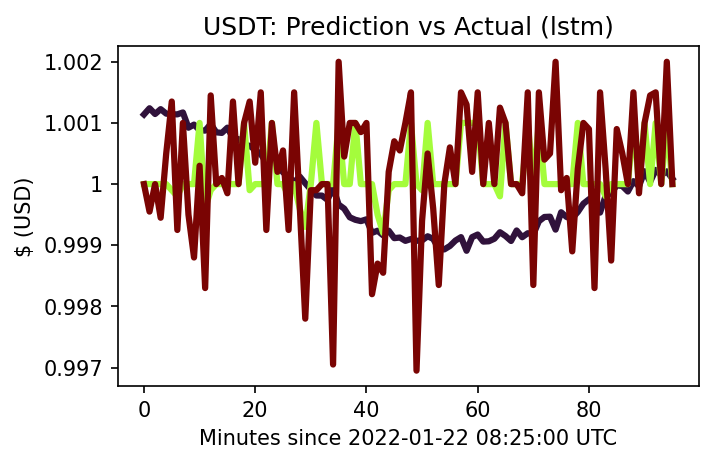 USDT: Prediction vs Actual (lstm)
$ (USD)
1.002
1.001
1
0.999
0.998
0.997
0 20 40 60 80
Minutes since 2022-01-22 08:25:00 UTC